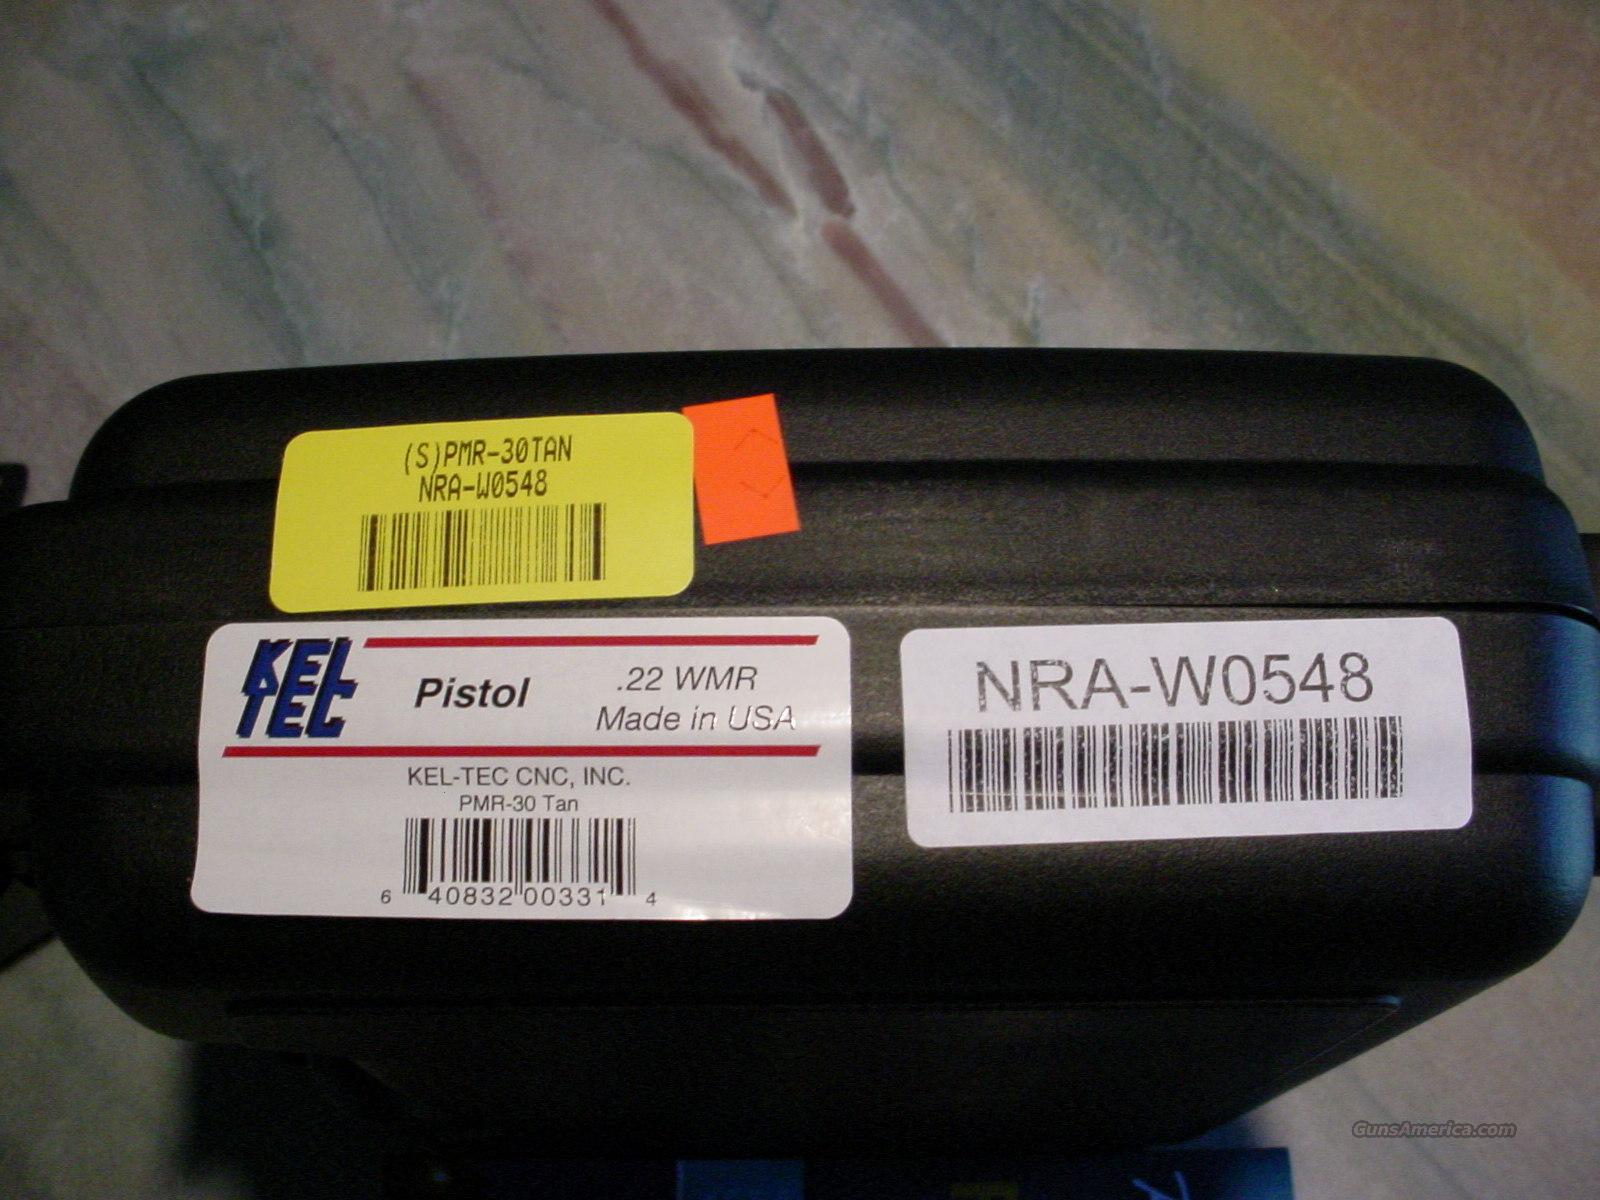 (S)PMR-30TAN
NRA-W0548
KEL
TEC
Pistol
.22 WMR
Made in USA
KEL-TEC CNC, INC.
PMR-30 Tan
6 40832 00331 4
NRA-W0548
GunsAmerica.com